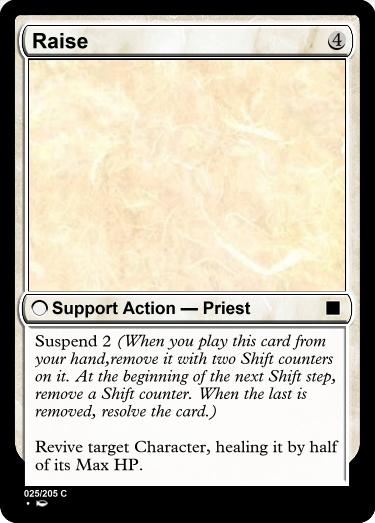 Raise 4
Support Action — Priest
Suspend 2 (When you play this card from
your hand,remove it with two Shift counters
on it. At the beginning of the next Shift step,
remove a Shift counter. When the last is
removed, resolve the card.)
Revive target Character, healing it by half
of its Max HP.
025/205 C